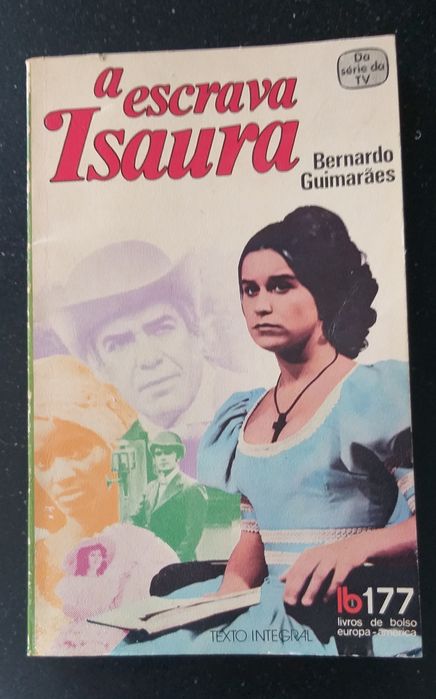 Da
série da
TV
a escrava
Isaura
Bernardo
Guimarães
lb177
livros de bolso
europa-américa
TEXTO INTEGRAL